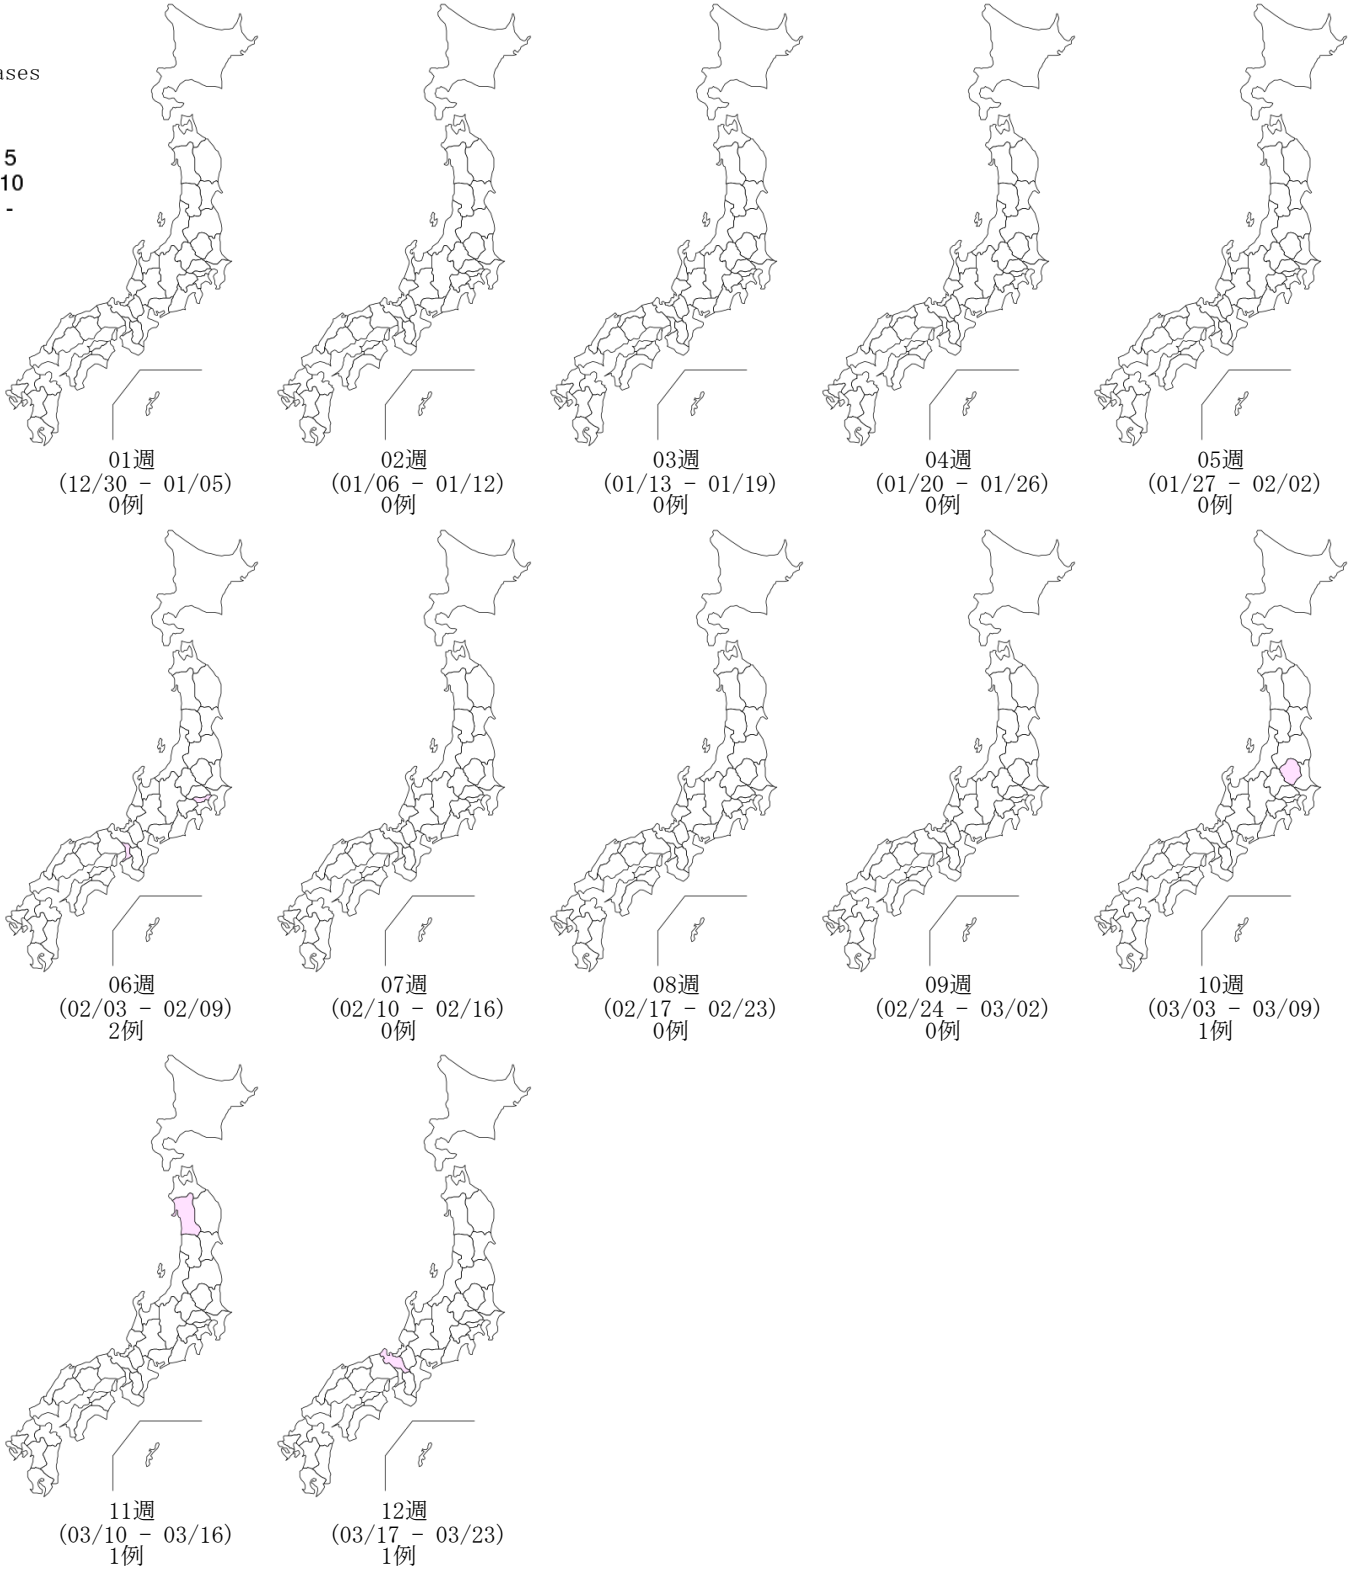 ases
5
10
-
01週
(12/30 - 01/05)
0例
02週
(01/06 - 01/12)
0例
03週
(01/13 - 01/19)
0例
04週
(01/20 - 01/26)
0例
05週
(01/27 - 02/02)
0例
06週
(02/03 - 02/09)
2例
07週
(02/10 - 02/16)
0例
08週
(02/17 - 02/23)
0例
09週
(02/24 - 03/02)
0例
10週
(03/03 - 03/09)
1例
11週
(03/10 - 03/16)
1例
12週
(03/17 - 03/23)
1例